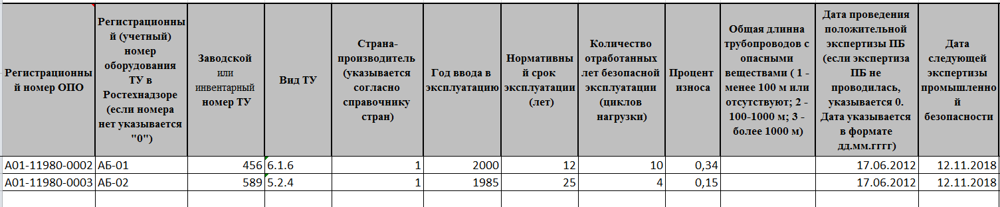 Регистрационны
й номер ОПО
Регистрационны
й (учетный)
номер
оборудования
ТУ в
Ростехнадзоре
(если номера
нет указывается
"0")
Заводской
или
инвентарный
номер ТУ
Вид ТУ
Страна-
производитель
(указывается
согласно
справочнику
стран)
Год ввода в
эксплуатацию
Нормативны
й срок
эксплуатации
(лет)
Количество
отработанных
лет безопасной
эксплуатации
(циклов
нагрузки)
Процент
износа
Общая длинна
трубопроводов с
опасными
веществами ( 1 -
менее 100 м или
отсутствуют; 2 -
100-1000 м; 3 -
более 1000 м)
Дата проведения
положительной
экспертизы ПБ
(если экспертиза
ПБ не
проводилась,
указывается 0.
Дата указывается
в формате
дд.мм.гггг)
Дата
следующей
экспертизы
промышленно
й
безопасности
А01-11980-0002 АБ-01 456 6.1.6 1 2000 12 10 0,34 17.06.2012 12.11.2018
А01-11980-0003 АБ-02 589 5.2.4 1 1985 25 4 0,15 17.06.2012 12.11.2018